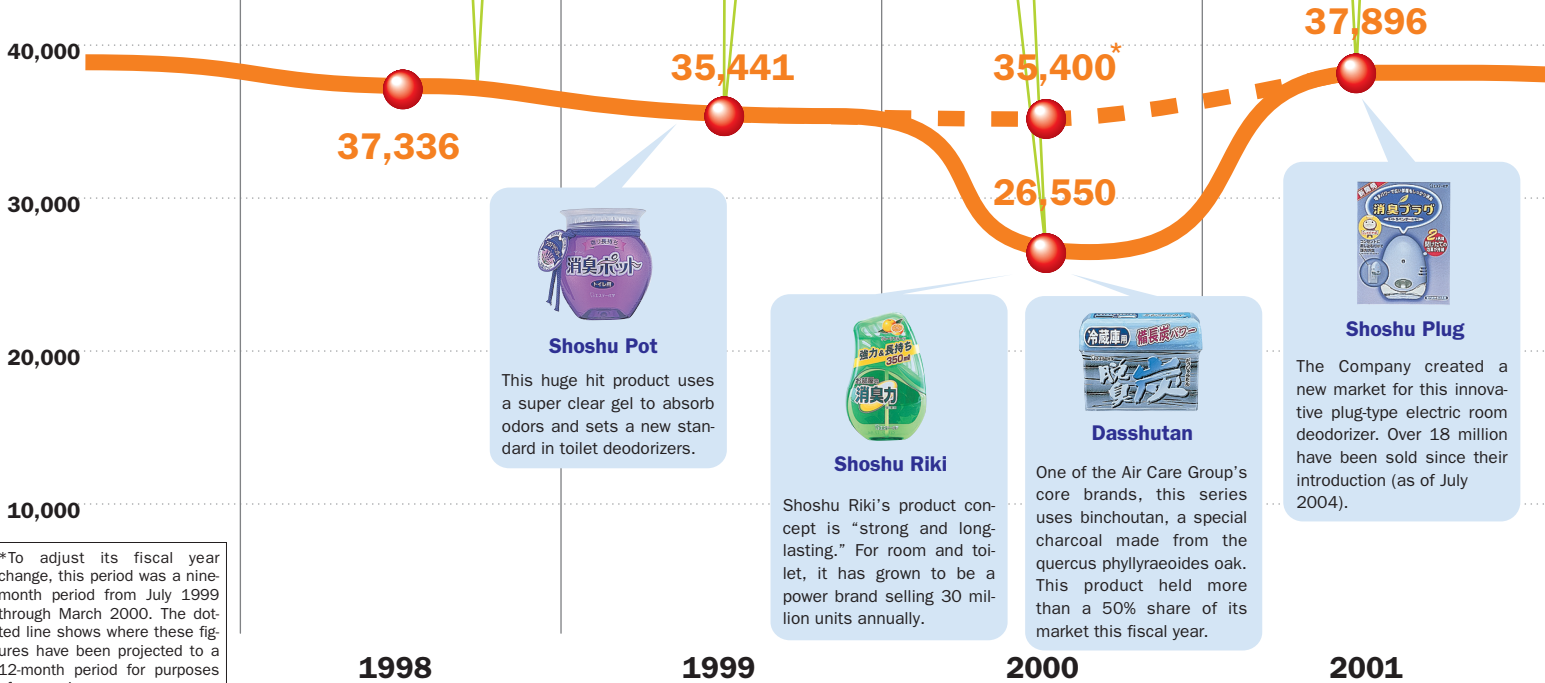 40,000
30,000
20,000
10,000
37,336
35,441
35,400*
26,550
37,896
消臭ポット
トイレ用
Shoshu Pot
This huge hit product uses
a super clear gel to absorb
odors and sets a new stan-
dard in toilet deodorizers.
強力&長持ち
350ml
消臭力
Shoshu Riki
Shoshu Riki's product con-
cept is “strong and long-
lasting.” For room and toi-
let, it has grown to be a
power brand selling 30 mil-
lion units annually.
冷蔵庫用
備長炭パワー
脱臭炭
Dasshutan
One of the Air Care Group's
core brands, this series
uses binchoutan, a special
charcoal made from the
quercus phyllyraeoides oak.
This product held more
than a 50% share of its
market this fiscal year.
消臭プラグ
Shoshu Plug
The Company created a
new market for this innova-
tive plug-type electric room
deodorizer. Over 18 million
have been sold since their
introduction (as of July
2004).
*To adjust its fiscal year
change, this period was a nine-
month period from July 1999
through March 2000. The dot-
ted line shows where these fig-
ures have been projected to a
12-month period for purposes
1998
1999
2000
2001